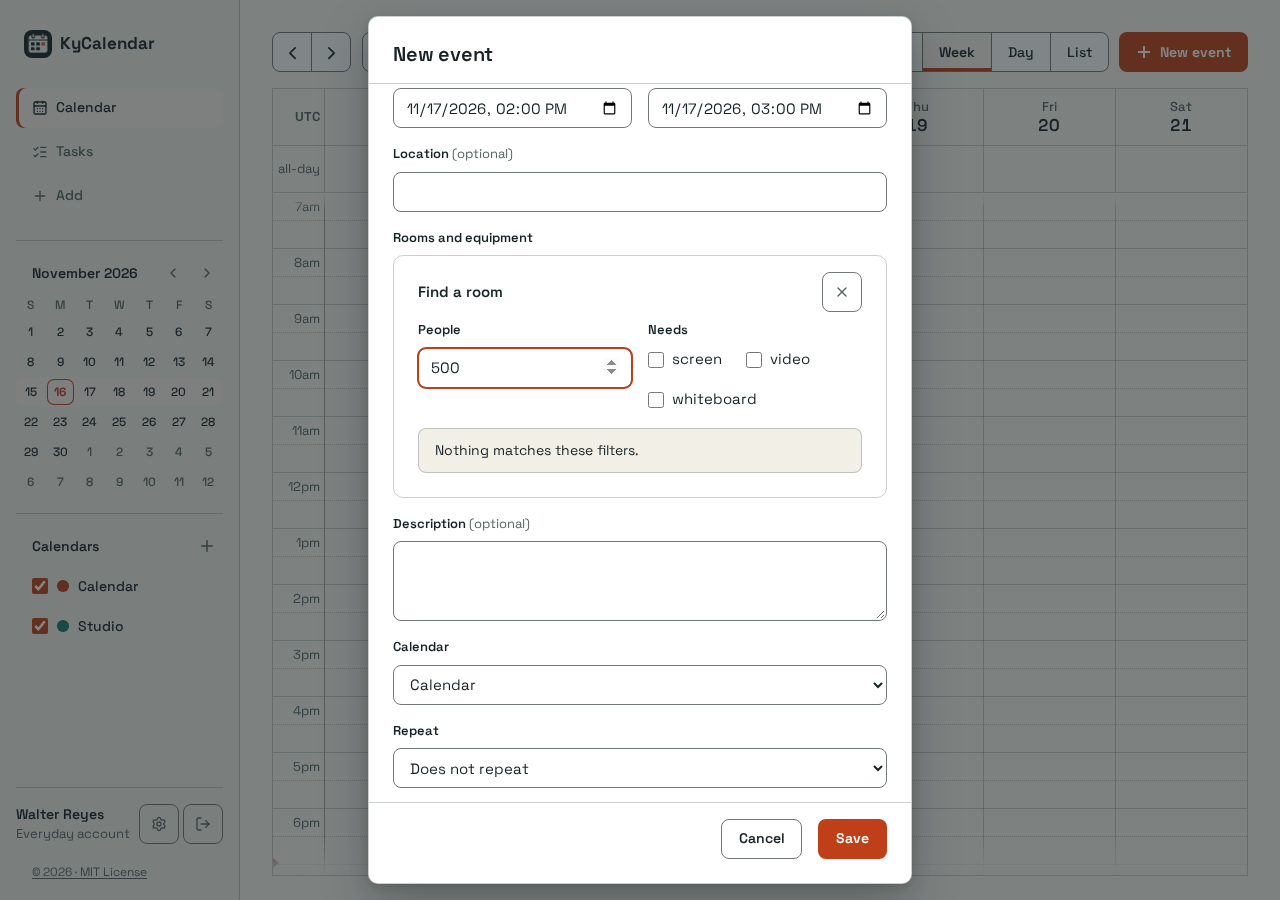 KyCalendar
Calendar
Tasks
Add
November 2026
S M T W T F S
1 2 3 4 5 6 7
8 9 10 11 12 13 14
15 16 17 18 19 20 21
22 23 24 25 26 27 28
29 30 1 2 3 4 5
6 7 8 9 10 11 12
Calendars
Calendar
Studio
Walter Reyes
Everyday account
© 2026 · MIT License
Week Day List
New event
UTC
Fri Sat
20 21
all-day
7am
8am
9am
10am
11am
12pm
1pm
2pm
3pm
4pm
5pm
6pm
New event
11/17/2026, 02:00 PM 11/17/2026, 03:00 PM
Location (optional)
Rooms and equipment
Find a room
People Needs
500 screen video
whiteboard
Nothing matches these filters.
Description (optional)
Calendar
Calendar
Repeat
Does not repeat
Cancel Save